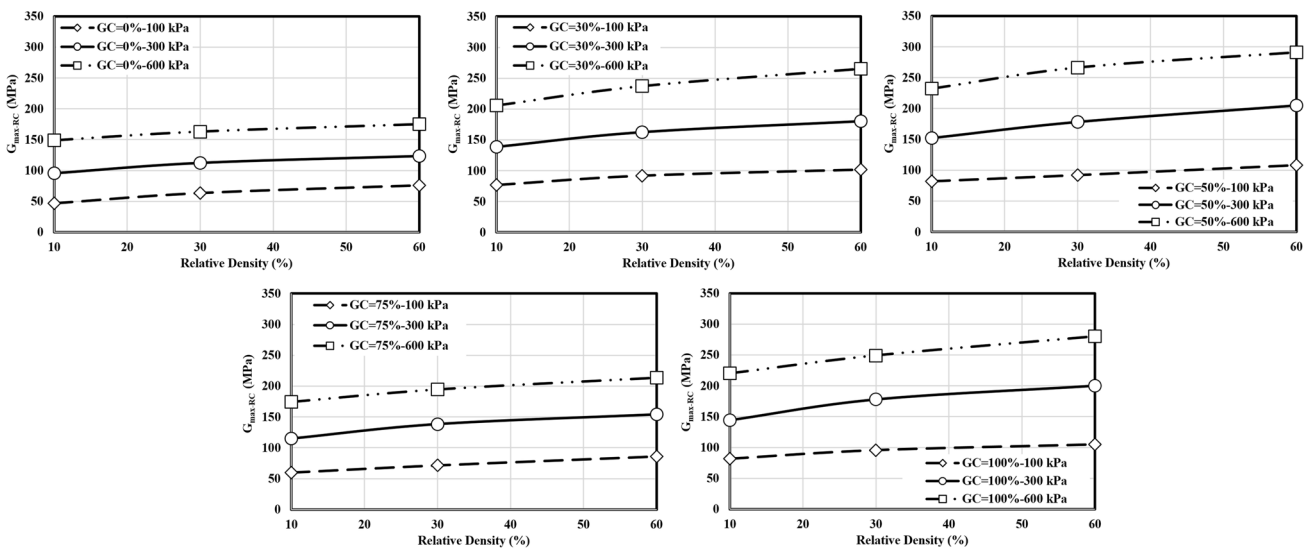 GC=0%-100 kPa
GC=0%-300 kPa
GC=0%-600 kPa
350
300
250
200
150
100
50
0
G max-RC (MPa)
10 20 30 40 50 60
Relative Density (%)
GC=30%-100 kPa
GC=30%-300 kPa
GC=30%-600 kPa
350
300
250
200
150
100
50
0
G max-RC (MPa)
10 20 30 40 50 60
Relative Density (%)
350
300
250
200
150
100
50
0
G max-RC (MPa)
GC=50%-100 kPa
GC=50%-300 kPa
GC=50%-600 kPa
10 20 30 40 50 60
Relative Density (%)
GC=75%-100 kPa
GC=75%-300 kPa
GC=75%-600 kPa
350
300
250
200
150
100
50
0
G max-RC (MPa)
10 20 30 40 50 60
Relative Density (%)
350
300
250
200
150
100
50
0
G max-RC (MPa)
GC=100%-100 kPa
GC=100%-300 kPa
GC=100%-600 kPa
10 20 30 40 50 60
Relative Density (%)